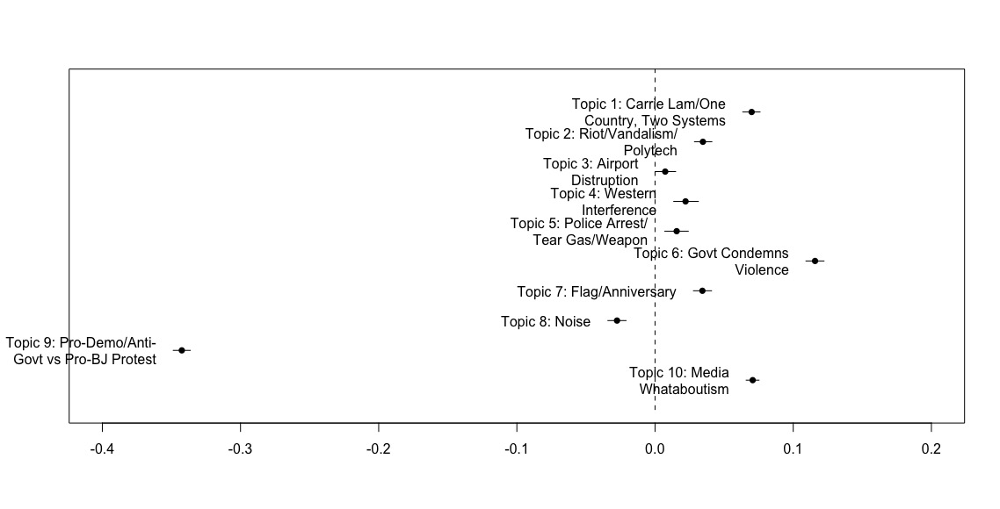 Topic 1: Carrie Lam/One
Country, Two Systems
Topic 2: Riot/Vandalism/
Polytech
Topic 3: Airport
Distruption
Topic 4: Western
Interference
Topic 5: Police Arrest/
Tear Gas/Weapon
Topic 6: Govt Condemns
Violence
Topic 7: Flag/Anniversary
Topic 8: Noise
Topic 9: Pro-Demo/Anti-
Govt vs Pro-BJ Protest
Topic 10: Media
Whataboutism
-0.4 -0.3 -0.2 -0.1 0.0 0.1 0.2